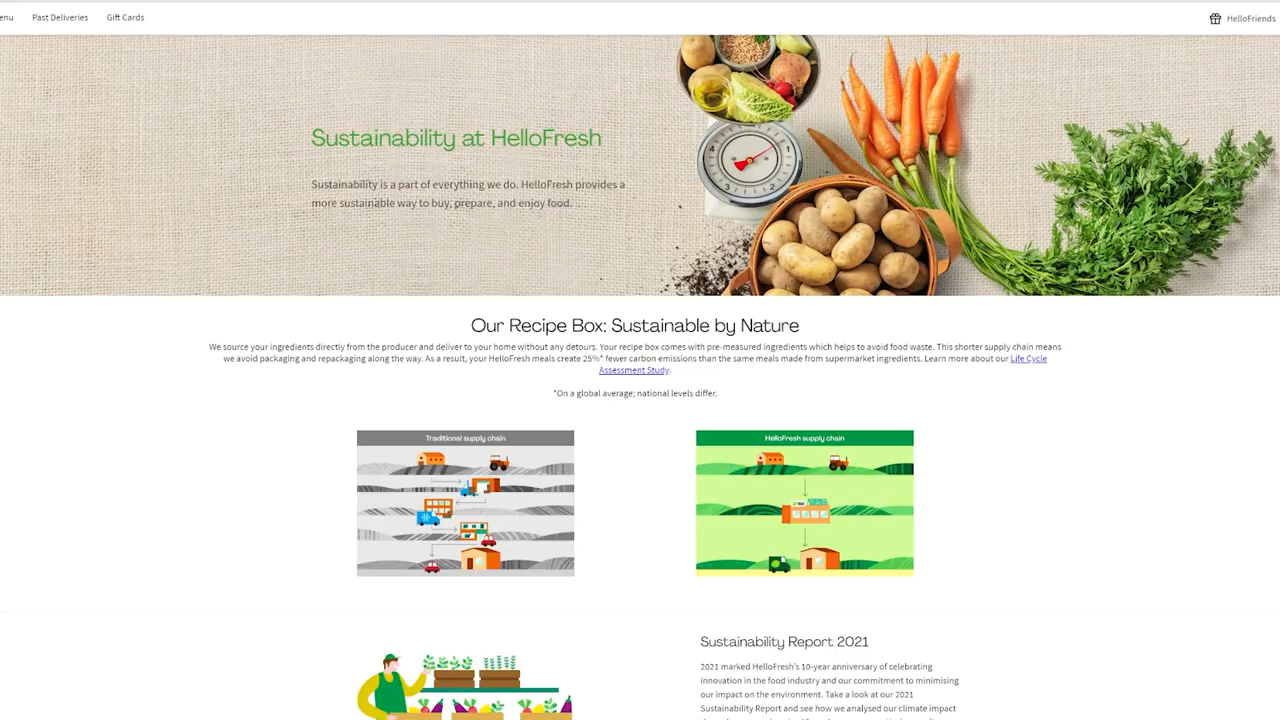 enu Past Deliveries Gift Cards HelloFriends
Sustainability at HelloFresh
Sustainability is a part of everything we do. HelloFresh provides a
more sustainable way to buy, prepare, and enjoy food.
Our Recipe Box: Sustainable by Nature
We source your ingredients directly from the producer and deliver to your home without any detours. Your recipe box comes with pre-measured ingredients which helps to avoid food waste. This shorter supply chain means
we avoid packaging and repackaging along the way. As a result, your HelloFresh meals create 25%* fewer carbon emissions than the same meals made from supermarket ingredients. Learn more about our Life Cycle
Assessment Study.
*On a global average; national levels differ.
Traditional supply chain
HelloFresh supply chain
Sustainability Report 2021
2021 marked HelloFresh's 10-year anniversary of celebrating
innovation in the food industry and our commitment to minimising
our impact on the environment. Take a look at our 2021
Sustainability Report and see how we analysed our climate impact